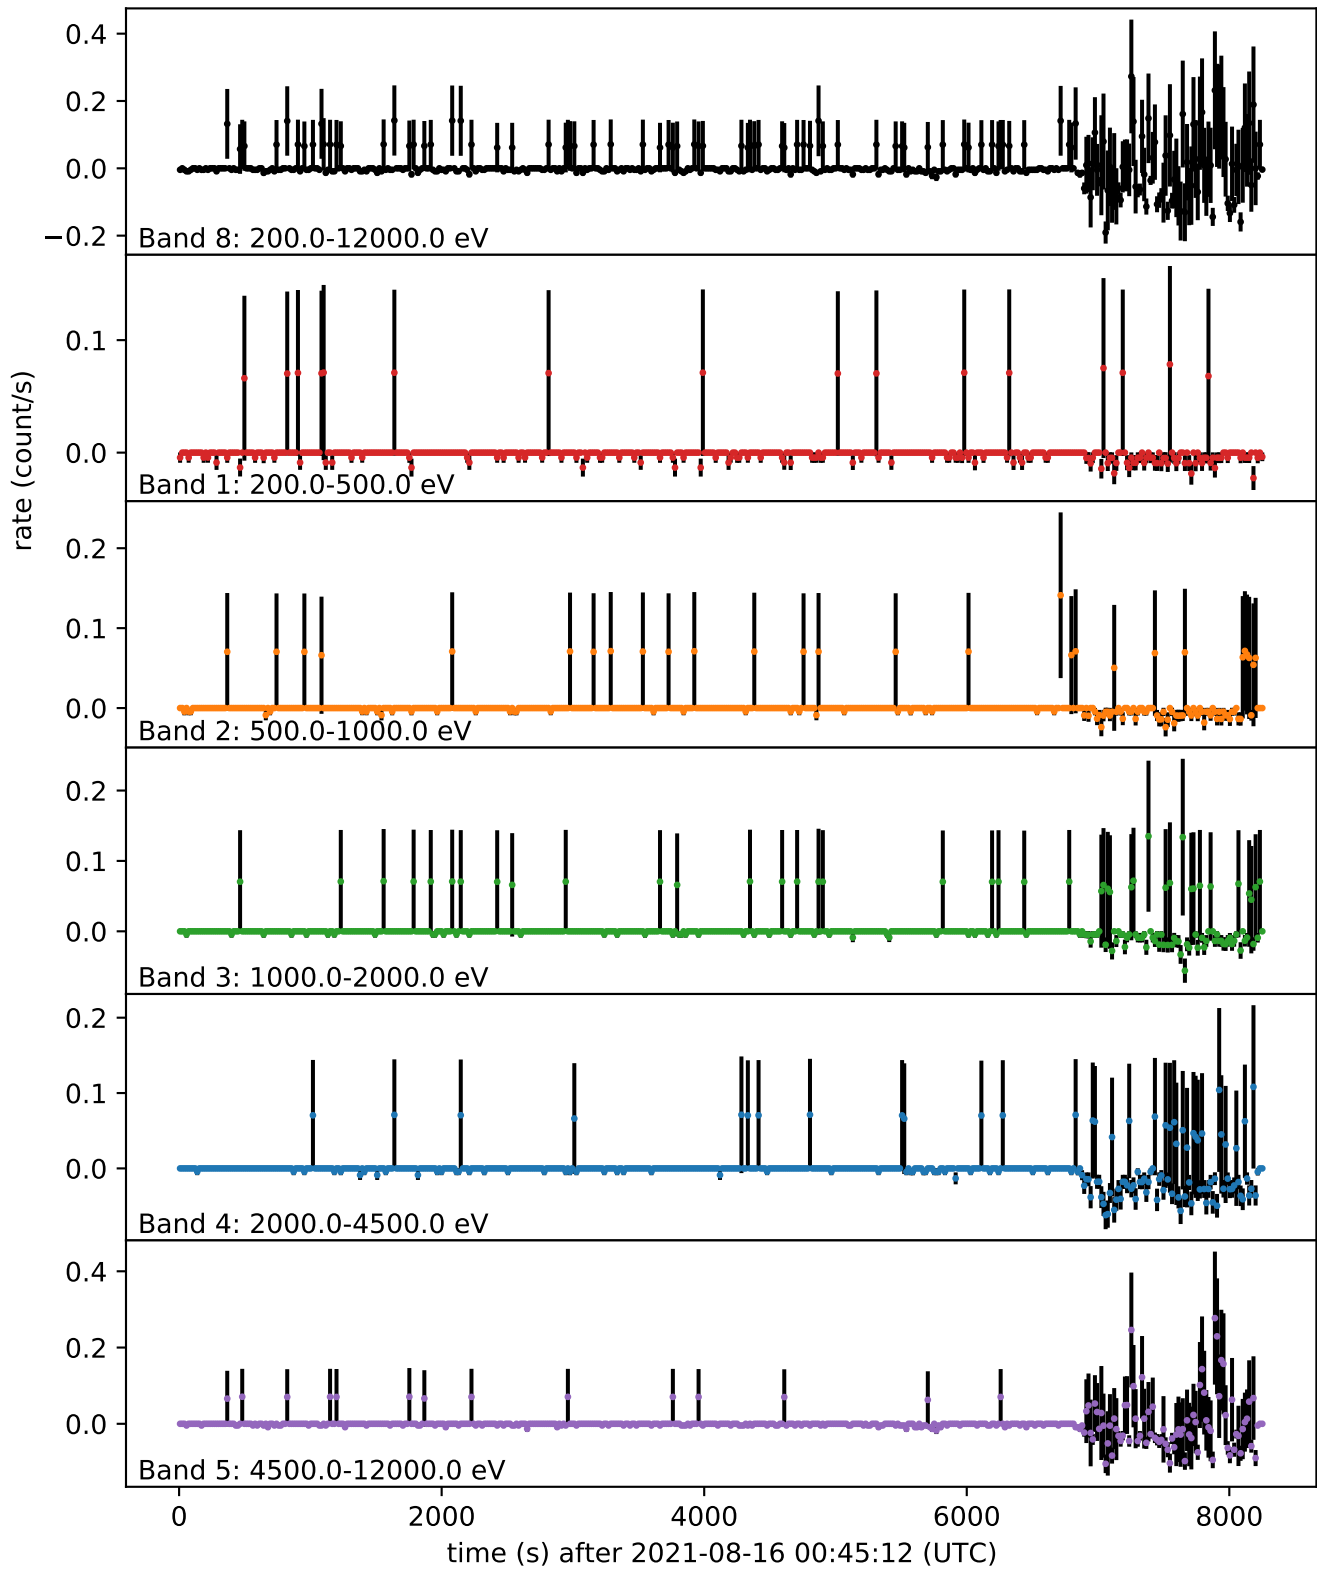 0.4
0.2
0.0
−0.2
Band 8: 200.0-12000.0 eV
0.1
0.0
Band 1: 200.0-500.0 eV
rate (count/s)
0.2
0.1
0.0
Band 2: 500.0-1000.0 eV
0.2
0.1
0.0
Band 3: 1000.0-2000.0 eV
0.2
0.1
0.0
Band 4: 2000.0-4500.0 eV
0.4
0.2
0.0
Band 5: 4500.0-12000.0 eV
0 2000 4000 6000 8000
time (s) after 2021-08-16 00:45:12 (UTC)